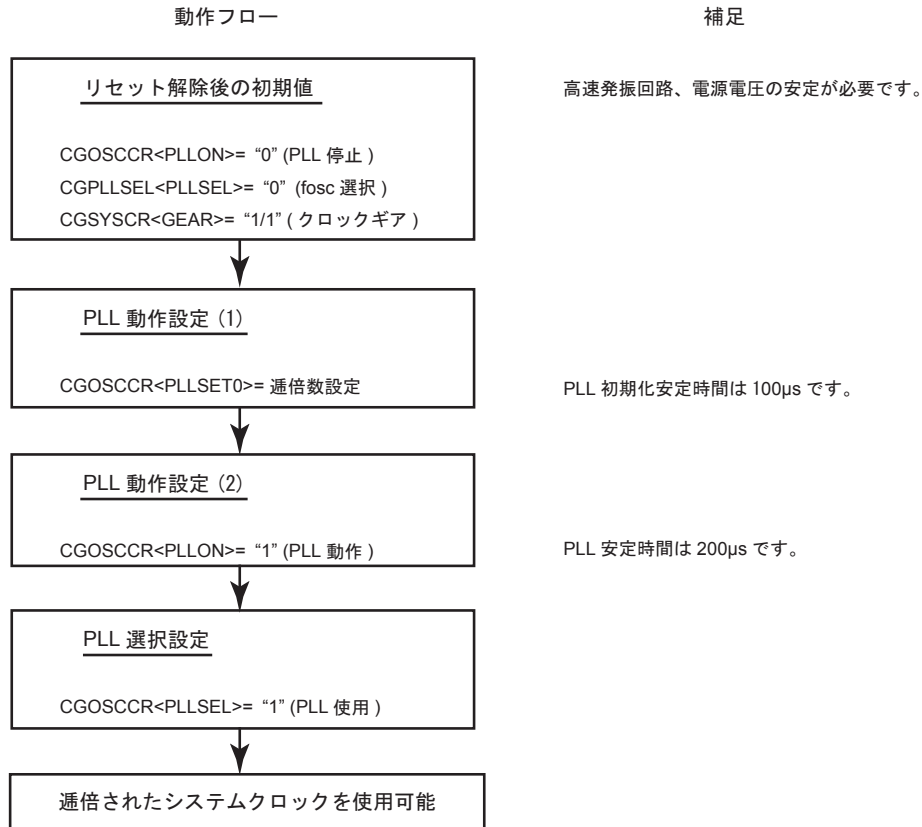 動作フロー
補足
リセット解除後の初期値
高速発振回路、電源電圧の安定が必要です。
CGOSCCR<PLLON>= “0” (PLL 停止 )
CGPLLSEL<PLLSEL>= “0” (fosc 選択 )
CGSYSCR<GEAR>= “1/1” ( クロックギア )
PLL 動作設定 (1)
CGOSCCR<PLLSET0>= 逓倍数設定
PLL 初期化安定時間は 100μs です。
PLL 動作設定 (2)
CGOSCCR<PLLON>= “1” (PLL 動作 )
PLL 安定時間は 200μs です。
PLL 選択設定
CGOSCCR<PLLSEL>= “1” (PLL 使用 )
逓倍されたシステムクロックを使用可能